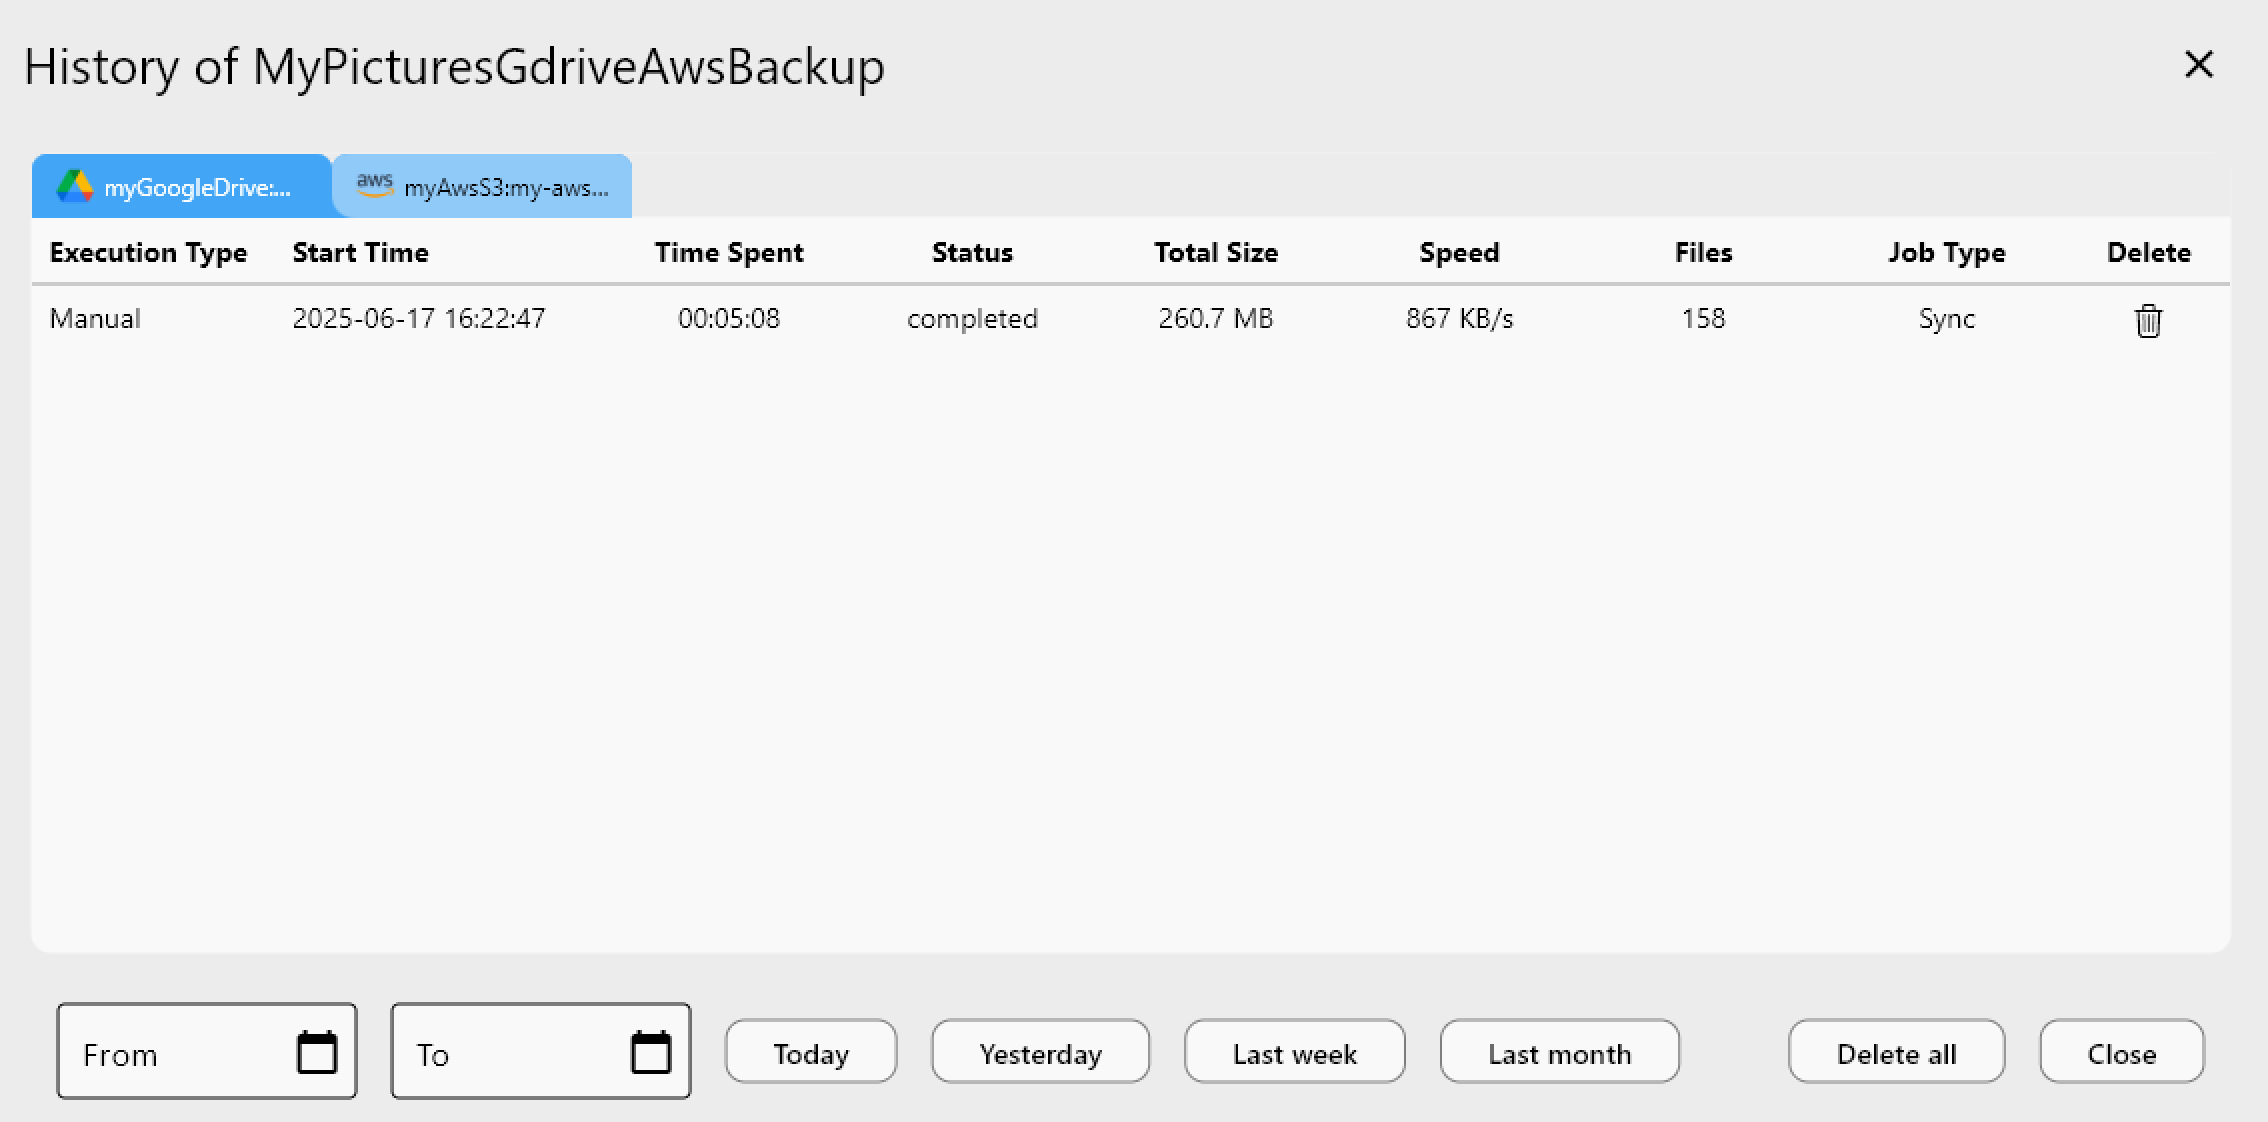 History of MyPicturesGdriveAwsBackup
myGoogleDrive:... aws myAwsS3:my-aws...
Execution Type Start Time Time Spent Status Total Size Speed Files Job Type Delete
Manual 2025-06-17 16:22:47 00:05:08 completed 260.7 MB 867 KB/s 158 Sync
From To Today Yesterday Last week Last month Delete all Close